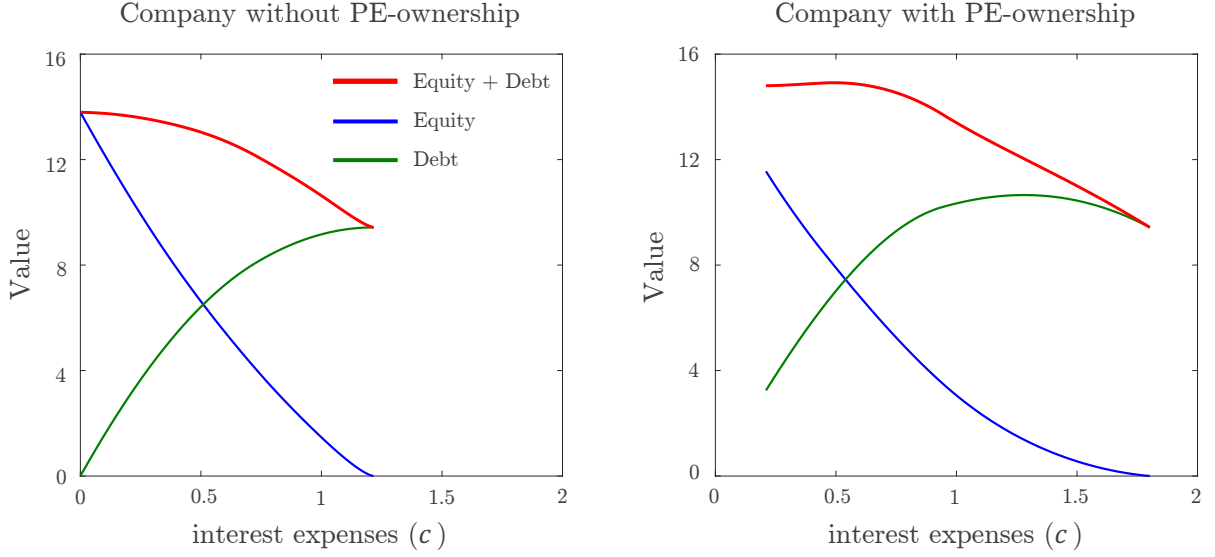 Company without PE-ownership
16
12
8
4
0
Value
0
0.5
1
1.5
2
interest expenses (c)
Equity + Debt
Equity
Debt
Company with PE-ownership
16
12
8
4
0
Value
0
0.5
1
1.5
2
interest expenses (c)